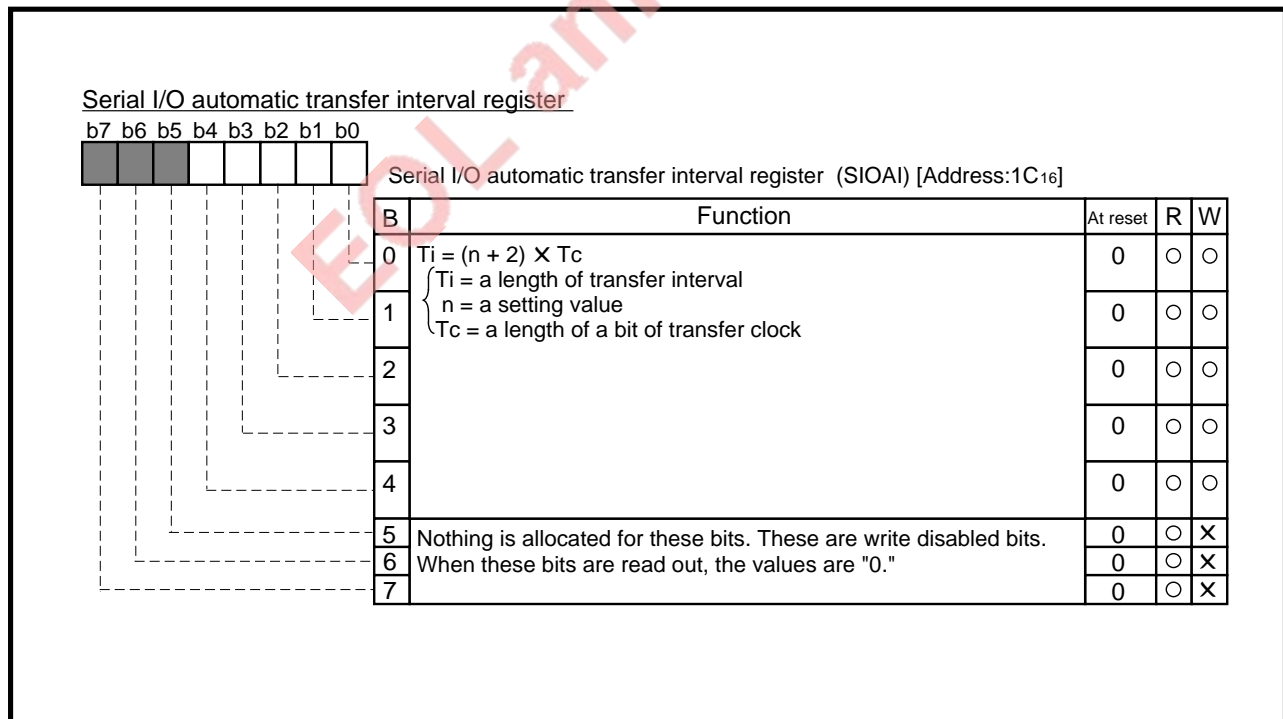 Serial I/O automatic transfer interval register
b7 b6 b5 b4 b3 b2 b1 b0
Serial I/O automatic transfer interval register (SIOAI) [Address:1C16]
B Function At reset R W
0 Ti = (n + 2) ✕ Tc 0 ○ ○
Ti = a length of transfer interval
1 n = a setting value 0 ○ ○
Tc = a length of a bit of transfer clock
2 0 ○ ○
3 0 ○ ○
4 0 ○ ○
5 Nothing is allocated for these bits. These are write disabled bits. 0 ○ ✕
6 When these bits are read out, the values are "0." 0 ○ ✕
7 0 ○ ✕
EOL an